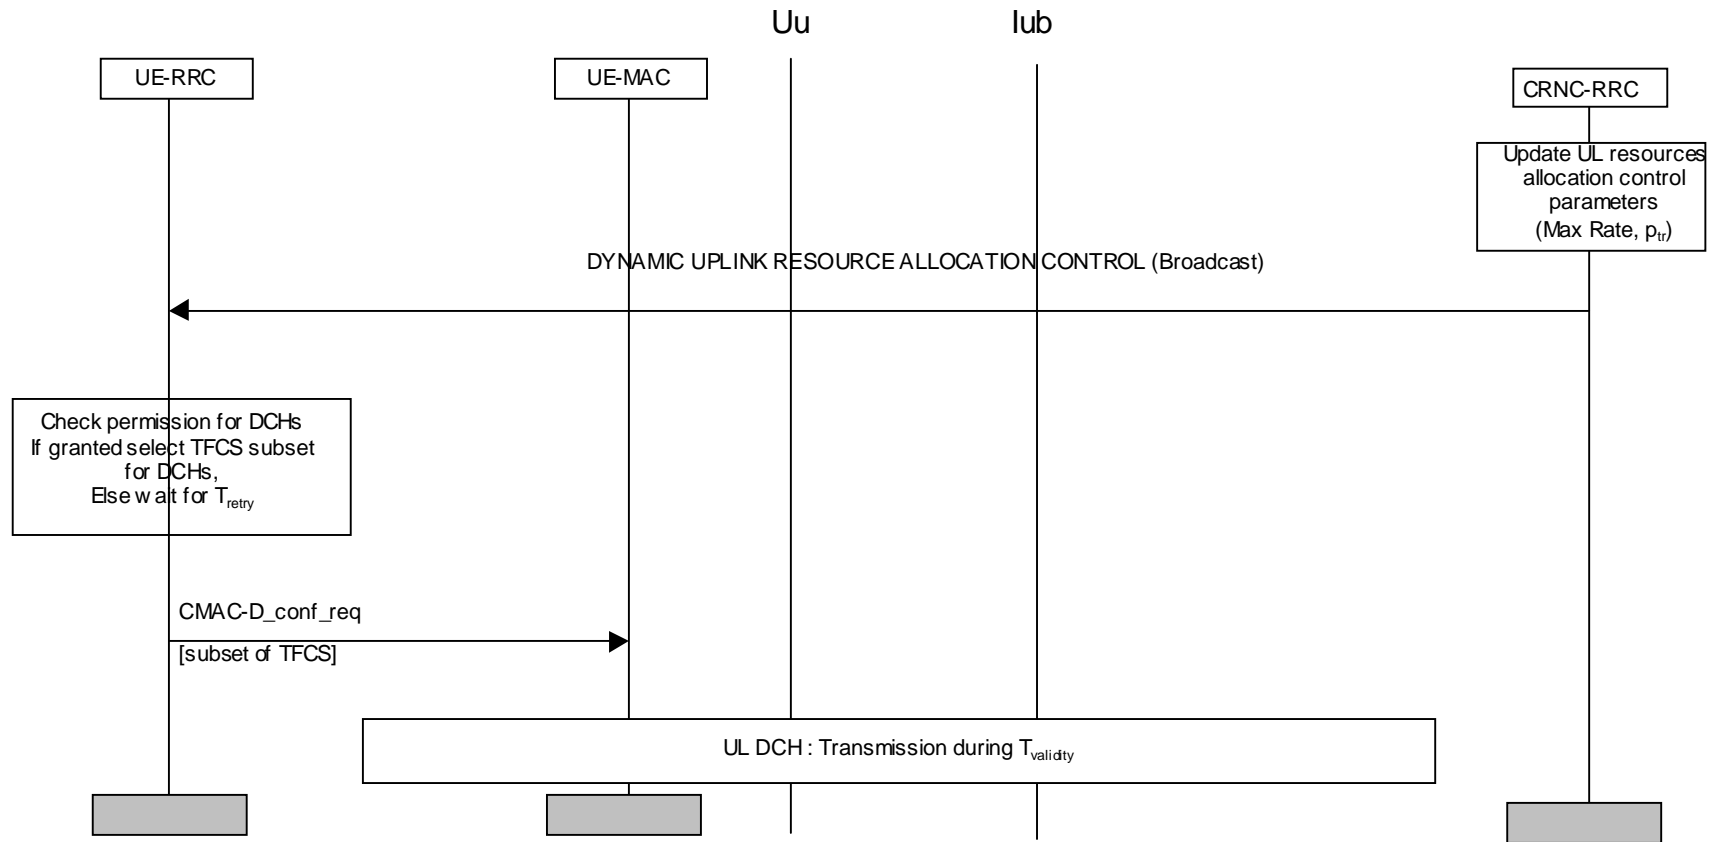 Uu
Iub
UE-RRC
UE-MAC
CRNC-RRC
Update UL resources
allocation control
parameters
(Max Rate, ptr)
DYNAMIC UPLINK RESOURCE ALLOCATION CONTROL (Broadcast)
Check permission for DCHs
If granted select TFCS subset
for DCHs,
Else wait for Tretry
CMAC-D_conf_req
[subset of TFCS]
UL DCH : Transmission during Tvalidity